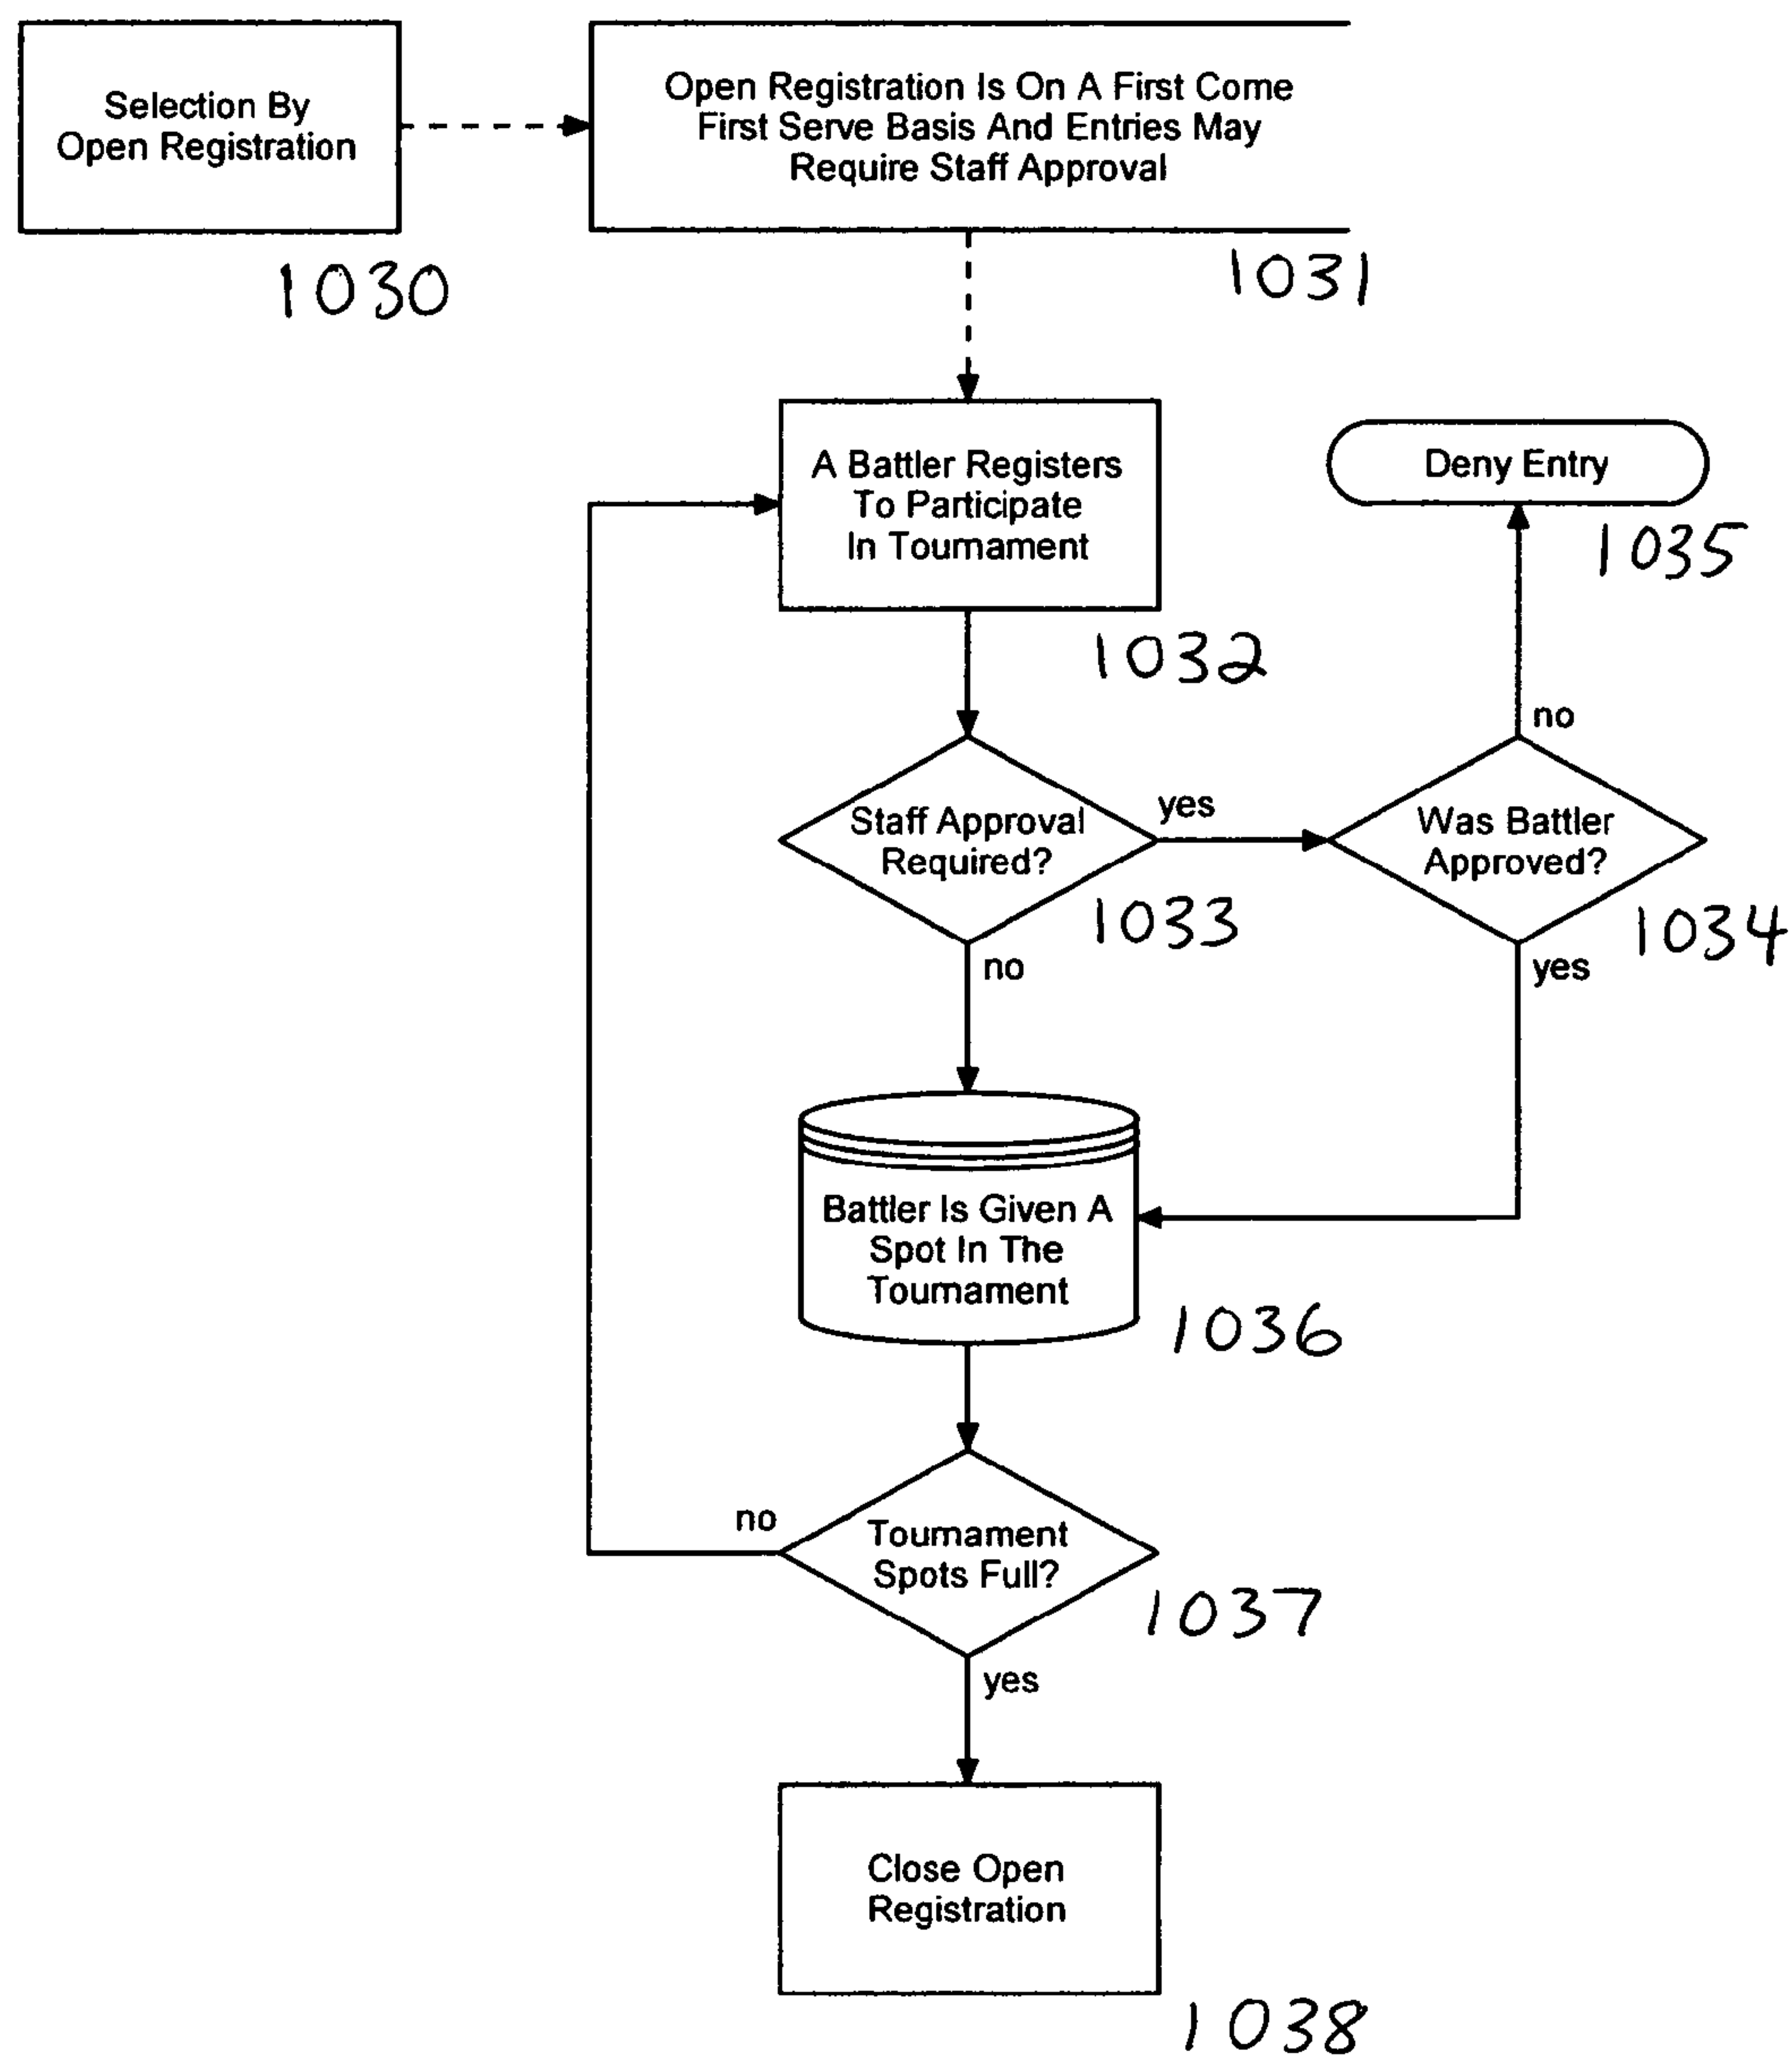 Selection By
Open Registration
1030
Open Registration Is On A First Come
First Serve Basis And Entries May
Require Staff Approval
1031
A Battler Registers
To Participate
In Tournament
1032
Deny Entry
1035
Staff Approval
Required?
1033
yes
no
Was Battler
Approved?
1034
no
yes
Battler Is Given A
Spot In The
Tournament
1036
Tournament
Spots Full?
1037
no
yes
Close Open
Registration
1038